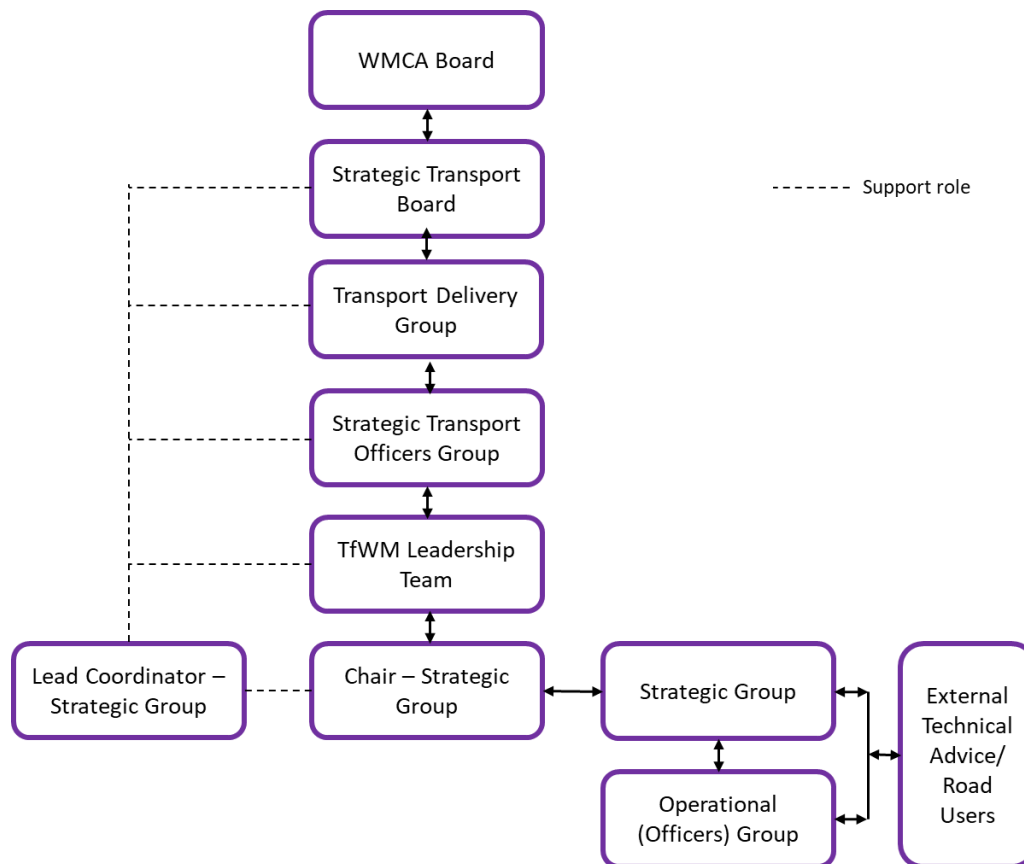 WMCA Board
Strategic Transport
Board
Support role
Transport Delivery
Group
Strategic Transport
Officers Group
TfWM Leadership
Team
Lead Coordinator –
Strategic Group
Chair – Strategic
Group
Strategic Group
External
Technical
Advice/
Road
Users
Operational
(Officers) Group